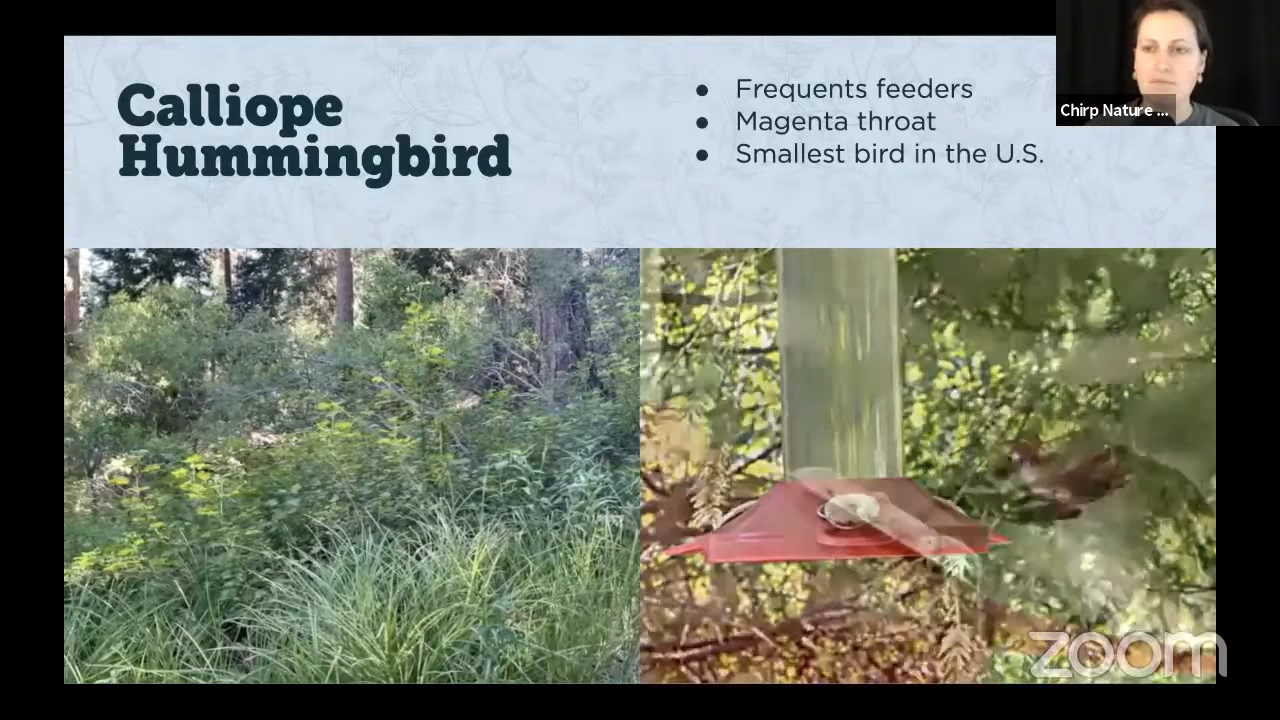 Calliope
Hummingbird
● Frequents feeders
● Magenta throat
● Smallest bird in the U.S.
Chirp Nature ...
zoom